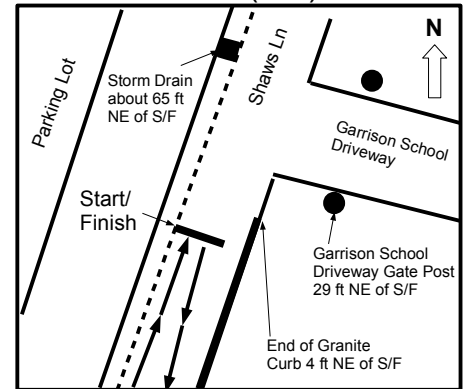 N
Storm Drain
about 65 ft
NE of S/F
Shaws Ln
Parking Lot
Garrison School
Driveway
Start/
Finish
Garrison School
Driveway Gate Post
29 ft NE of S/F
End of Granite
Curb 4 ft NE of S/F